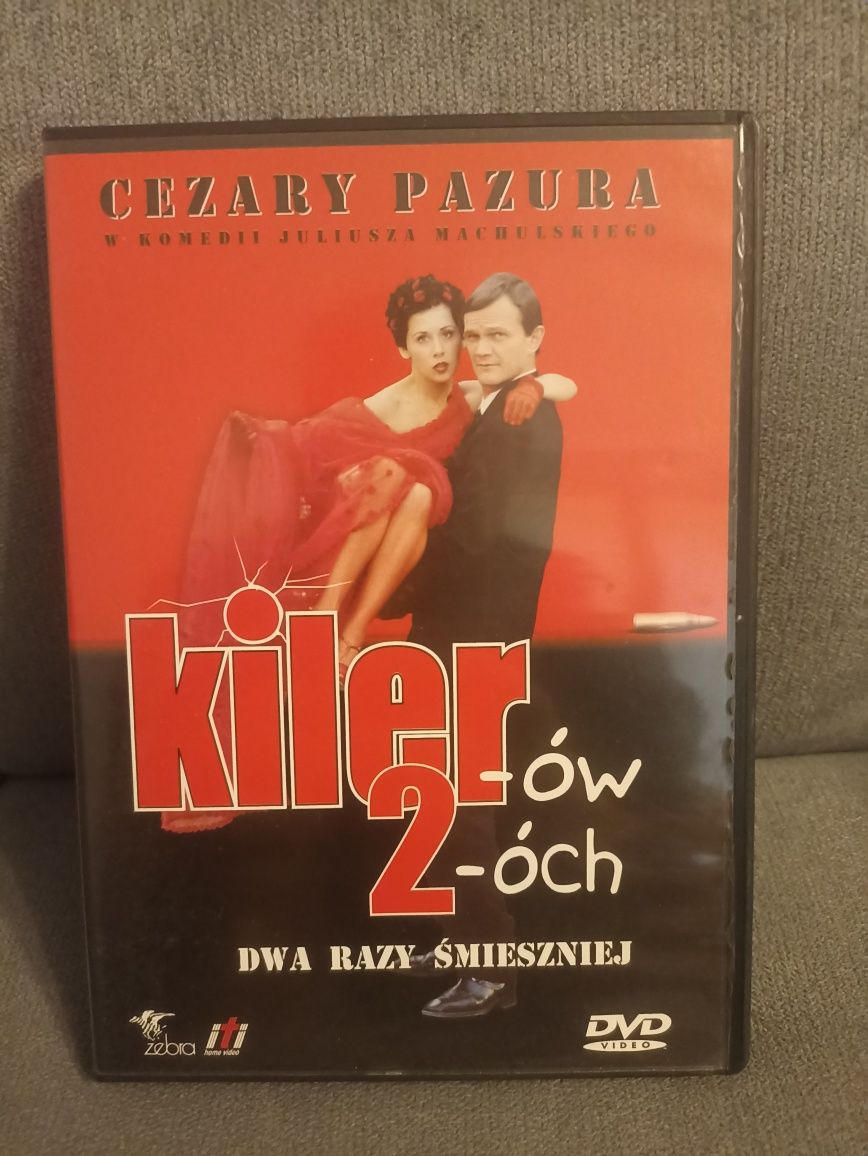 CEZARY PAZURA
W KOMEDII JULIUSZA MACHULSKIEGO
kiler-ów
2-óch
DWA RAZY ŚMIESZNIEJ
zebra
iti
home video
DVD
VIDEO